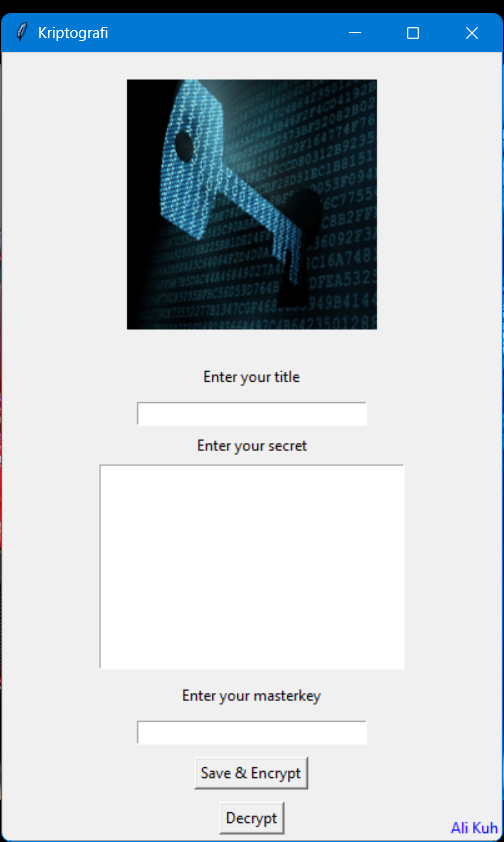 Kriptografi
Enter your title
Enter your secret
Enter your masterkey
Save & Encrypt
Decrypt
Ali Kuh